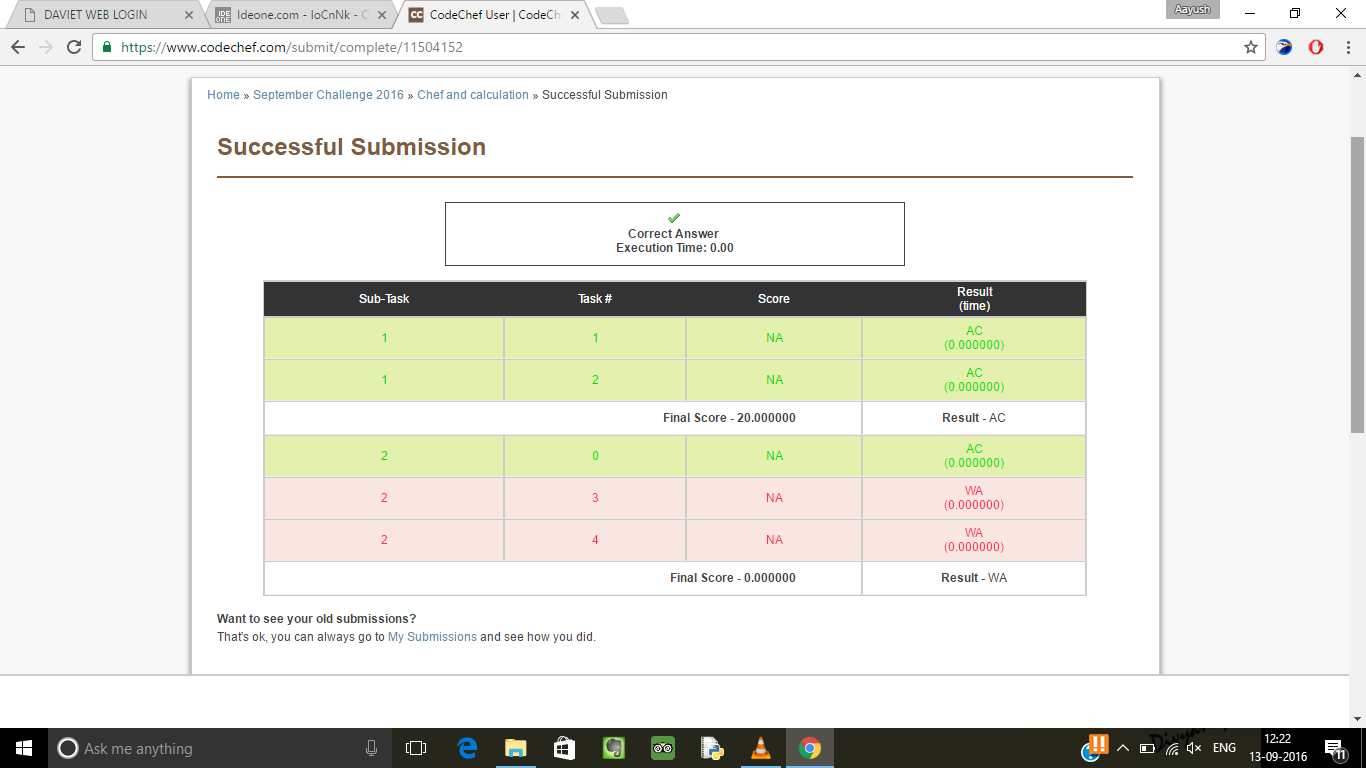 DAVIET WEB LOGIN
Ideone.com - IoCnNk - C
CodeChef User | CodeCh
Aayush
https://www.codechef.com/submit/complete/11504152
Home » September Challenge 2016 » Chef and calculation » Successful Submission
Successful Submission
Correct Answer
Execution Time: 0.00
Sub-Task Task # Score Result
(time)
1 1 NA AC
(0.000000)
1 2 NA AC
(0.000000)
Final Score - 20.000000 Result - AC
2 0 NA AC
(0.000000)
2 3 NA WA
(0.000000)
2 4 NA WA
(0.000000)
Final Score - 0.000000 Result - WA
Want to see your old submissions?
That's ok, you can always go to My Submissions and see how you did.
Ask me anything
ENG
12:22
13-09-2016
11